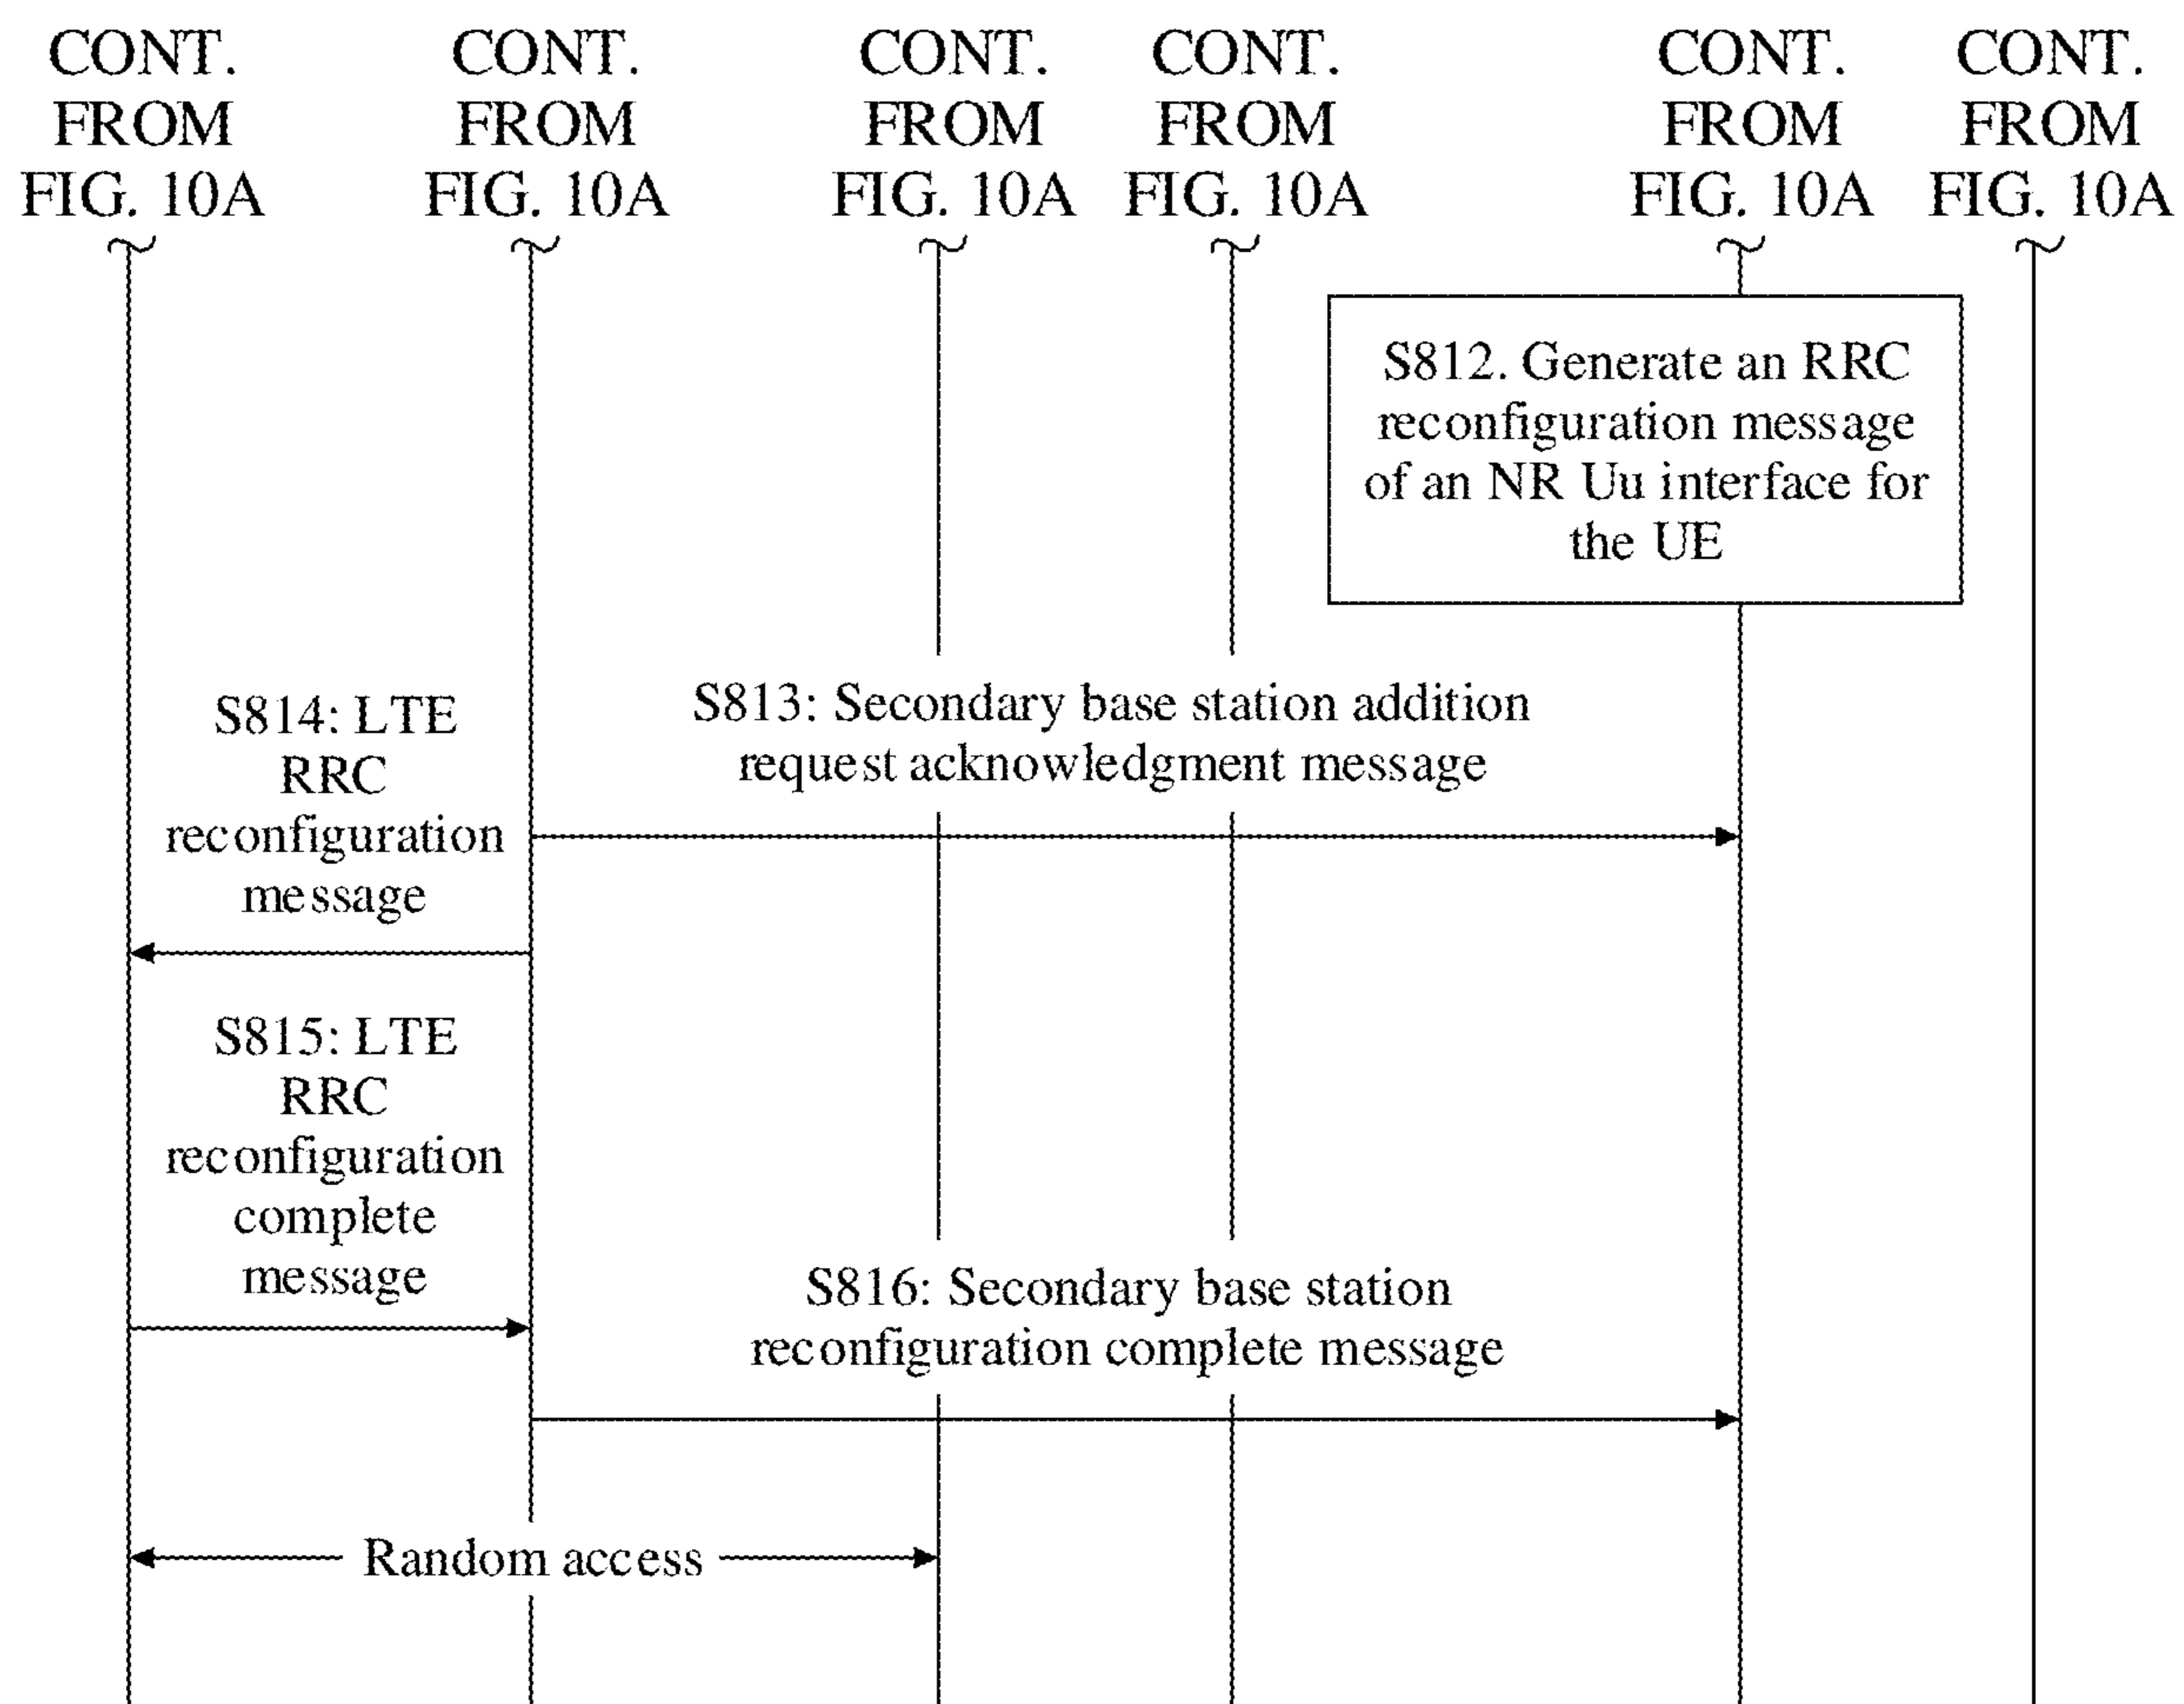 CONT.
FROM
FIG. 10A
CONT.
FROM
FIG. 10A
CONT.
FROM
FIG. 10A
CONT.
FROM
FIG. 10A
CONT.
FROM
FIG. 10A
CONT.
FROM
FIG. 10A
S812. Generate an RRC
reconfiguration message
of an NR Uu interface for
the UE
S813: Secondary base station addition
request acknowledgment message
S814: LTE
RRC
reconfiguration
message
S815: LTE
RRC
reconfiguration
complete
message
S816: Secondary base station
reconfiguration complete message
Random access